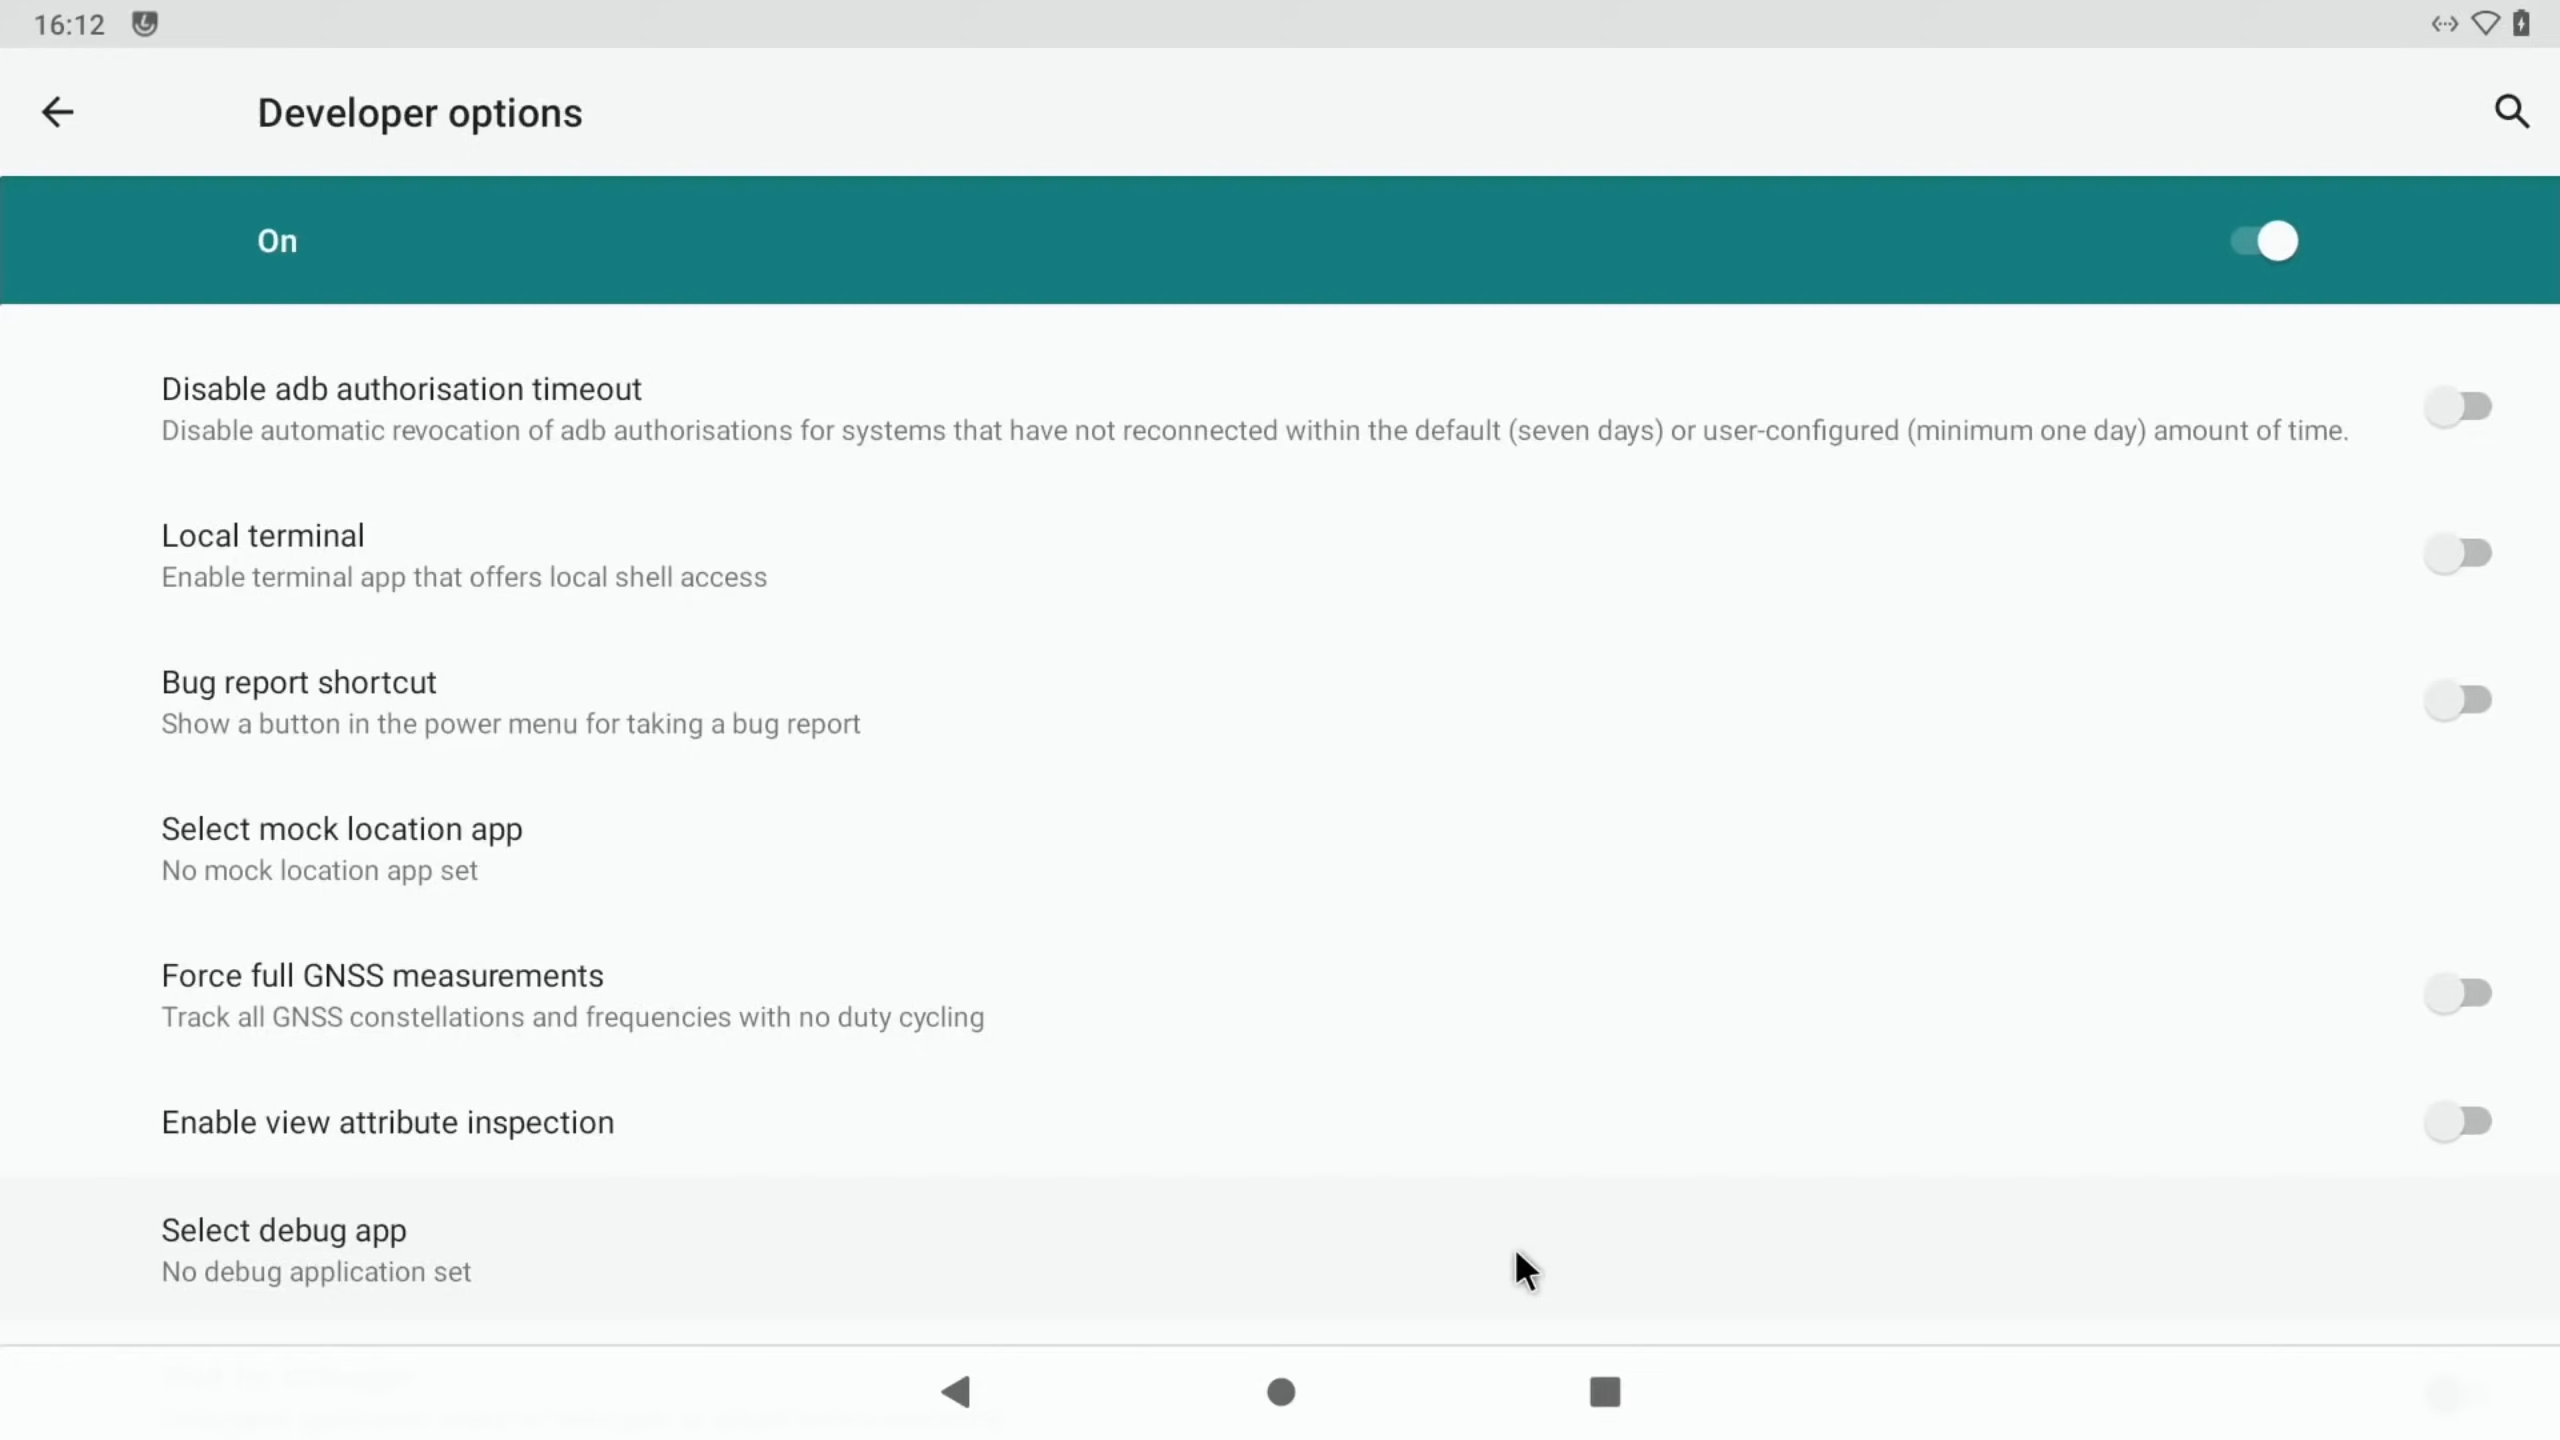 16:12
Developer options
On
Disable adb authorisation timeout
Disable automatic revocation of adb authorisations for systems that have not reconnected within the default (seven days) or user-configured (minimum one day) amount of time.
Local terminal
Enable terminal app that offers local shell access
Bug report shortcut
Show a button in the power menu for taking a bug report
Select mock location app
No mock location app set
Force full GNSS measurements
Track all GNSS constellations and frequencies with no duty cycling
Enable view attribute inspection
Select debug app
No debug application set